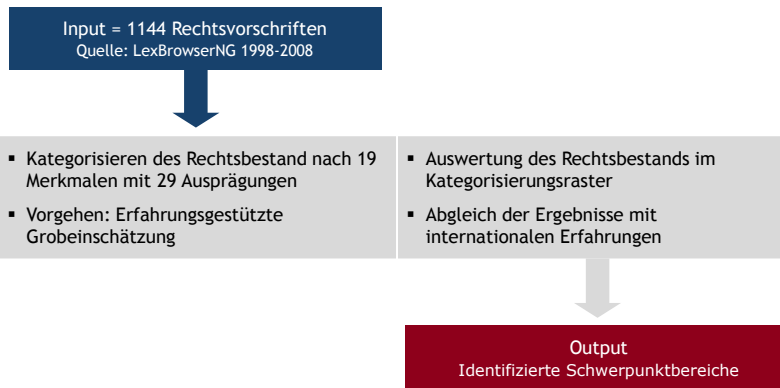 Input = 1144 Rechtsvorschriften
Quelle: LexBrowserNG 1998-2008
▪ Kategorisieren des Rechtsbestand nach 19
Merkmalen mit 29 Ausprägungen
▪ Vorgehen: Erfahrungsgestützte
Grobeinschätzung
▪ Auswertung des Rechtsbestands im
Kategorisierungsraster
▪ Abgleich der Ergebnisse mit
internationalen Erfahrungen
Output
Identifizierte Schwerpunktbereiche